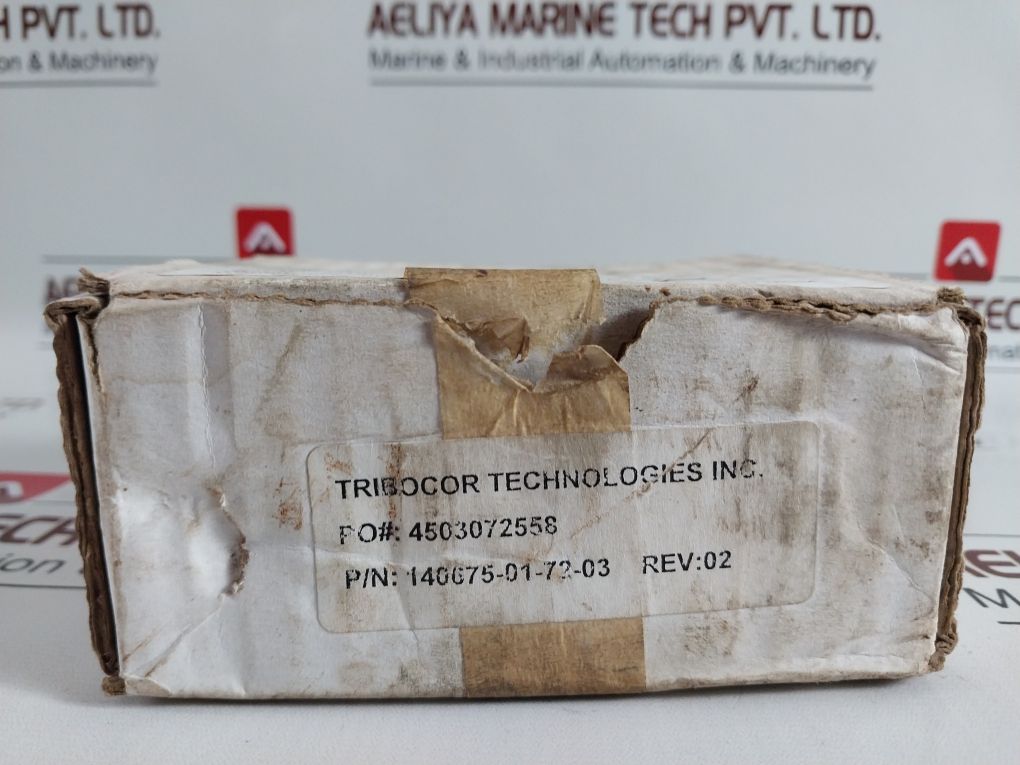 AELIYA MARINE TECH PVT. LTD.
Marine & Industrial Automation & Machinery
H PVT. LTD.
on & Machinery
TRIBOCOR TECHNOLOGIES INC.
PO#: 4503072558
P/N: 140675-01-72-03 REV:02